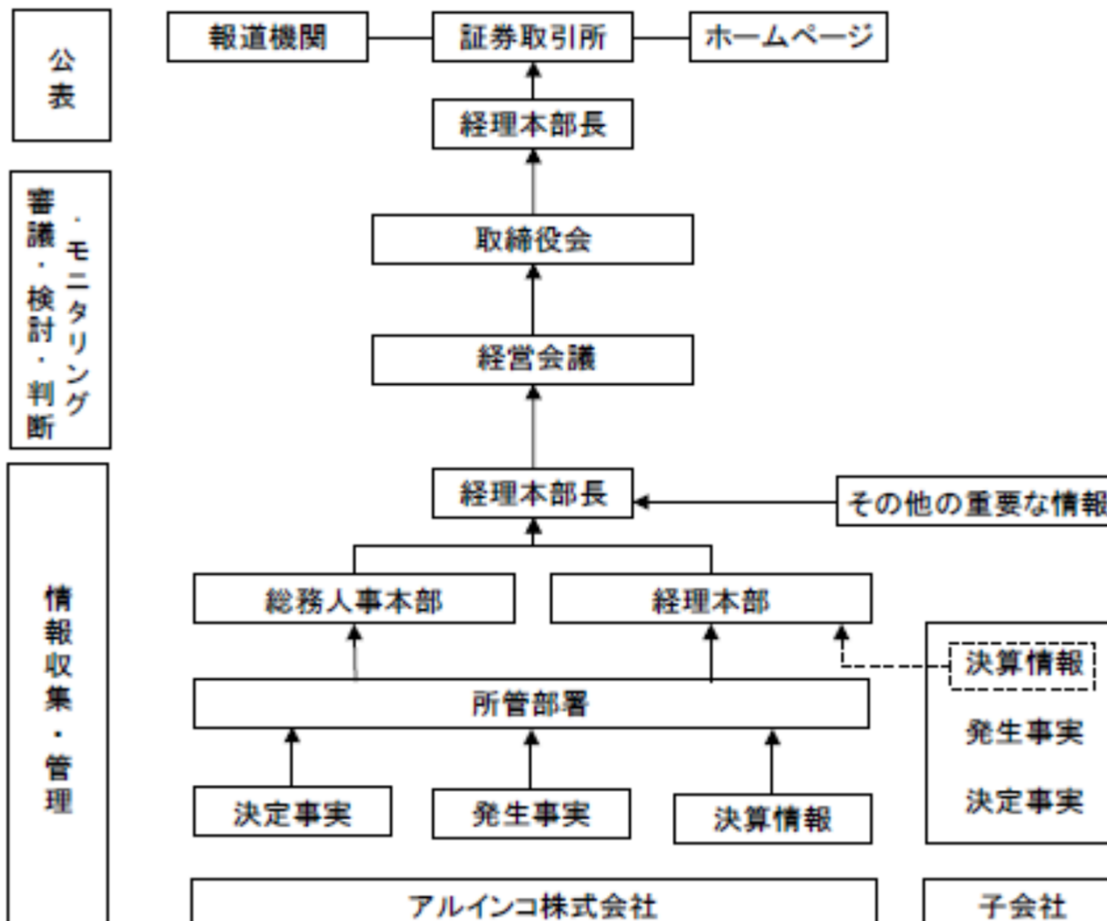 公表
報道機関
証券取引所
ホームページ
経理本部長
審議・検討・判断
・モニタリング
取締役会
経営会議
情報収集・管理
経理本部長
その他の重要な情報
総務人事本部
経理本部
所管部署
決定事実
発生事実
決算情報
決算情報
発生事実
決定事実
アルインコ株式会社
子会社